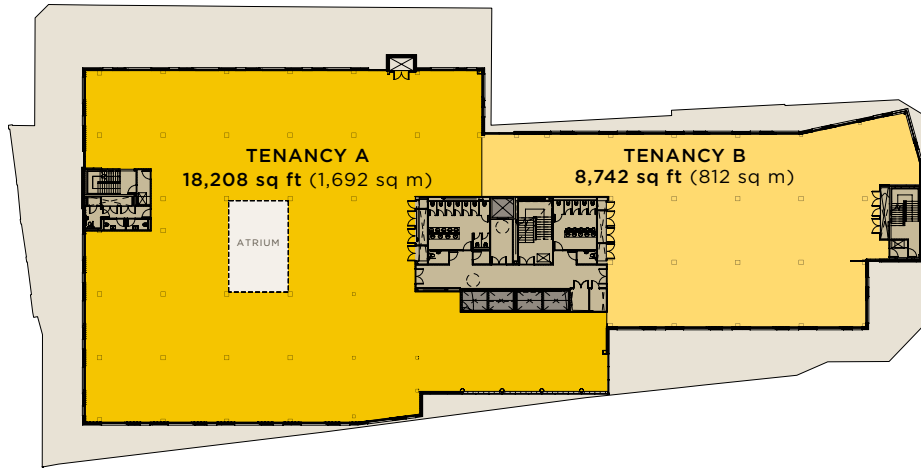 TENANCY A
18,208 sq ft (1,692 sq m)
TENANCY B
8,742 sq ft (812 sq m)
ATRIUM